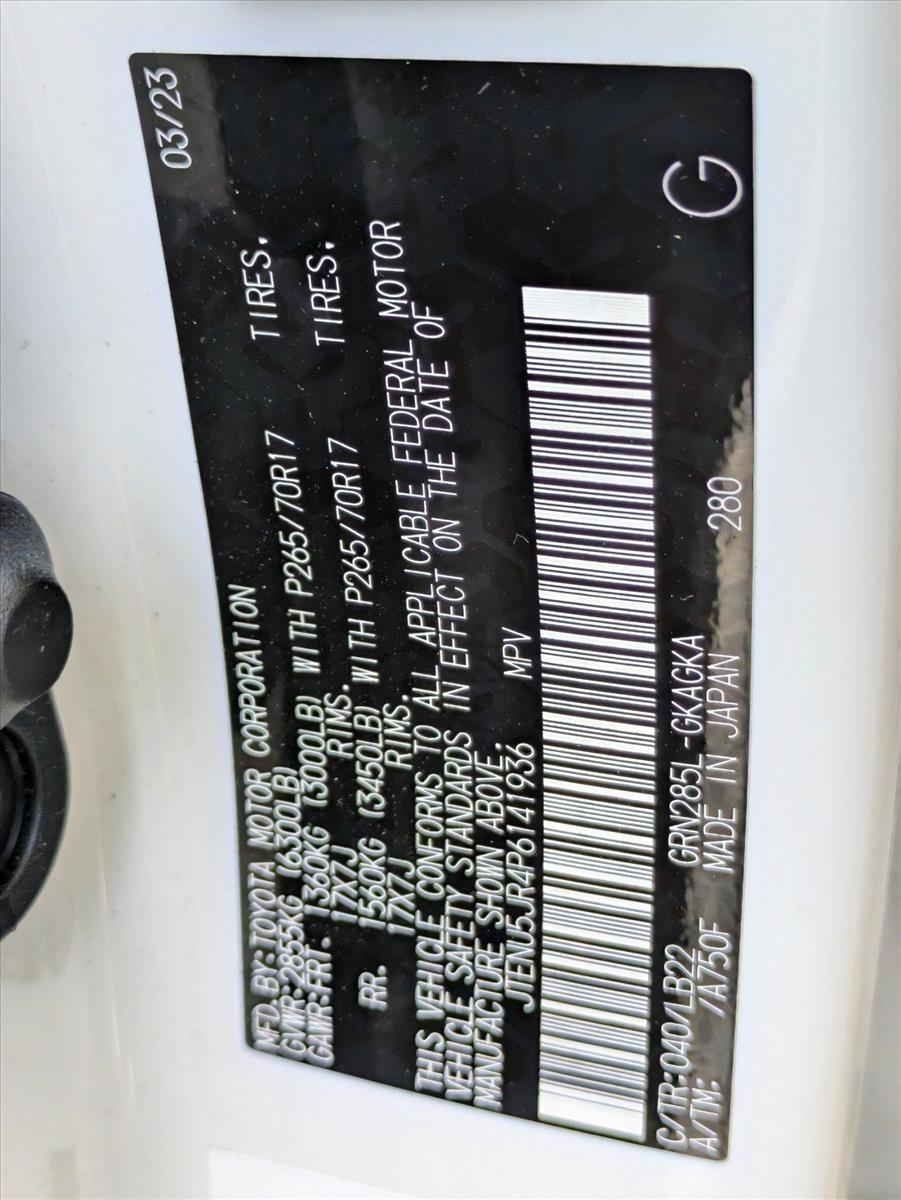 MFD. BY:TOYOTA MOTOR CORPORATION 03/23
GVWR:2855KG (6300LB)
GAWR:FRT. 1360KG (3000LB) WITH P265/70R17 TIRES.
17X7J RIMS.
RR. 1560KG (3450LB) WITH P265/70R17 TIRES.
17X7J RIMS.
THIS VEHICLE CONFORMS TO ALL APPLICABLE FEDERAL MOTOR
VEHICLE SAFETY STANDARDS IN EFFECT ON THE DATE OF
MANUFACTURE SHOWN ABOVE.
JTENU5JR4P6141936 MPV
C/TR:040/LB22 GRN285L-GKAGKA G
A/TM: /A750F MADE IN JAPAN 280